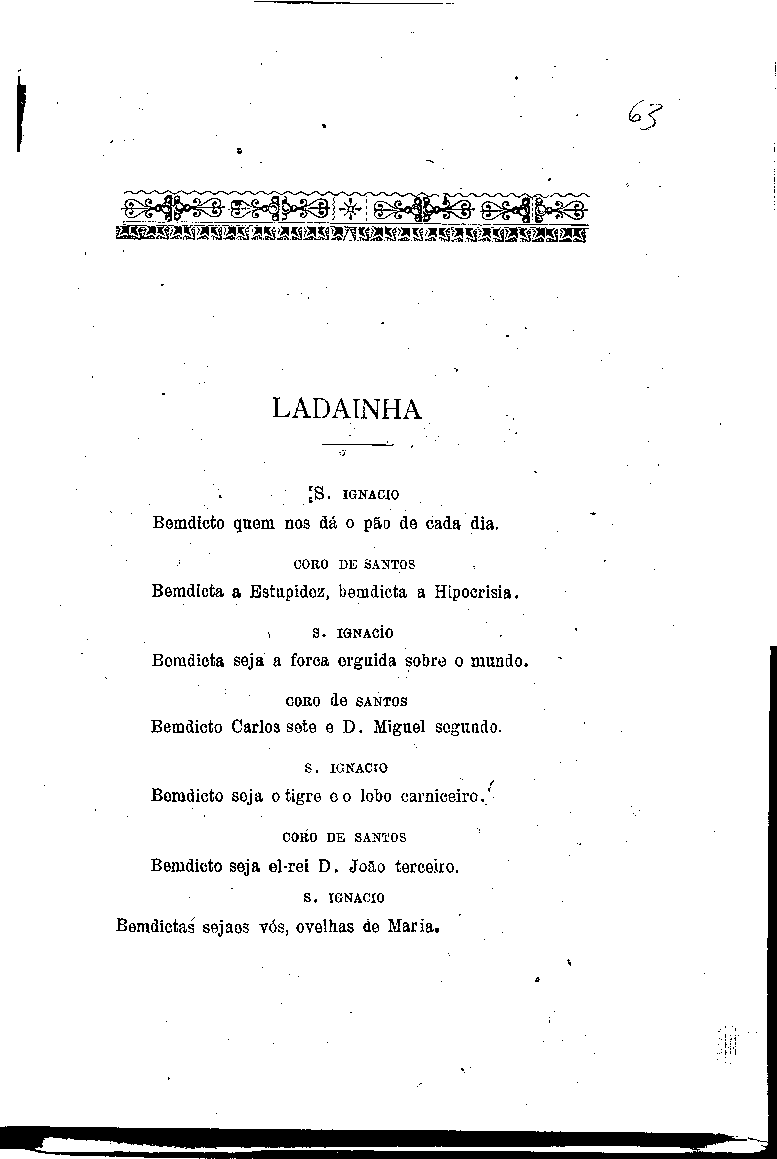 63
LADAINHA
S. IGNACIO
Bemdicto quem nos dá o pão de cada dia.
CORO DE SANTOS
Bemdicta a Estupidez, bemdicta a Hipocrisia.
S. IGNACIO
Bemdicta seja a forca erguida sobre o mundo.
CORO de SANTOS
Bemdicto Carlos sete e D. Miguel segundo.
S. IGNACIO
Bemdicto seja o tigre e o lobo carniceiro.
CORO DE SANTOS
Bemdicto seja el-rei D. João terceiro.
S. IGNACIO
Bemdictas sejaes vós, ovelhas de Maria.